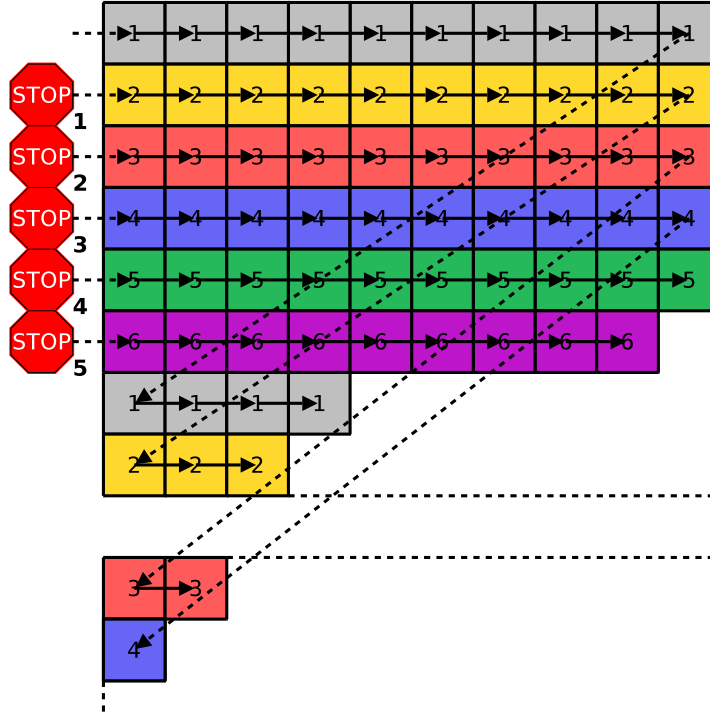 1 1 1 1 1 1 1 1 1 1
STOP 2 2 2 2 2 2 2 2 2 2
1
STOP 3 3 3 3 3 3 3 3 3 3
2
STOP 4 4 4 4 4 4 4 4 4 4
3
STOP 5 5 5 5 5 5 5 5 5 5
4
STOP 6 6 6 6 6 6 6 6 6
5
1 1 1 1
2 2 2
3 3
4